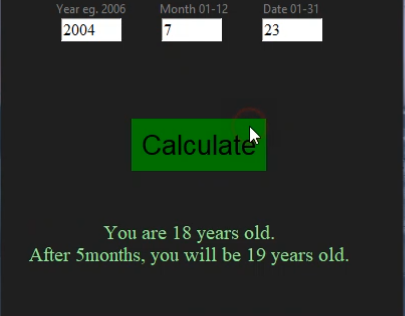 Year eg. 2006 Month 01-12 Date 01-31
2004 7 23
Calculate
You are 18 years old.
After 5months, you will be 19 years old.